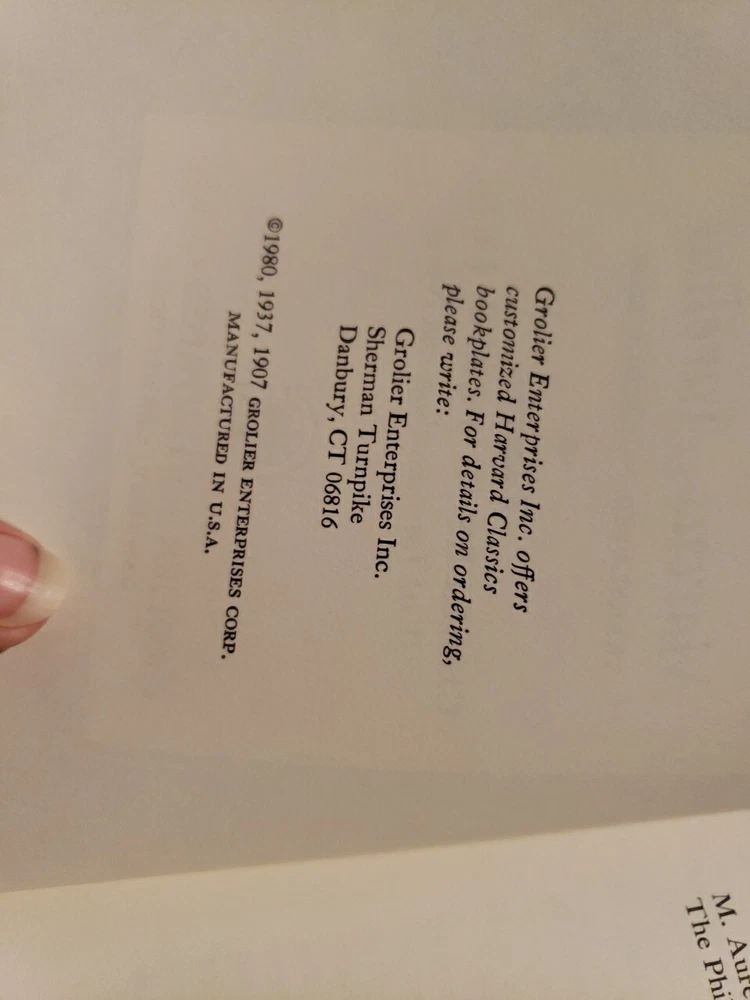 Grolier Enterprises Inc. offers
customized Harvard Classics
bookplates. For details on ordering,
please write:
Grolier Enterprises Inc.
Sherman Turnpike
Danbury, CT 06816
©1980, 1937, 1907 GROLIER ENTERPRISES CORP.
MANUFACTURED IN U.S.A.
M.
The